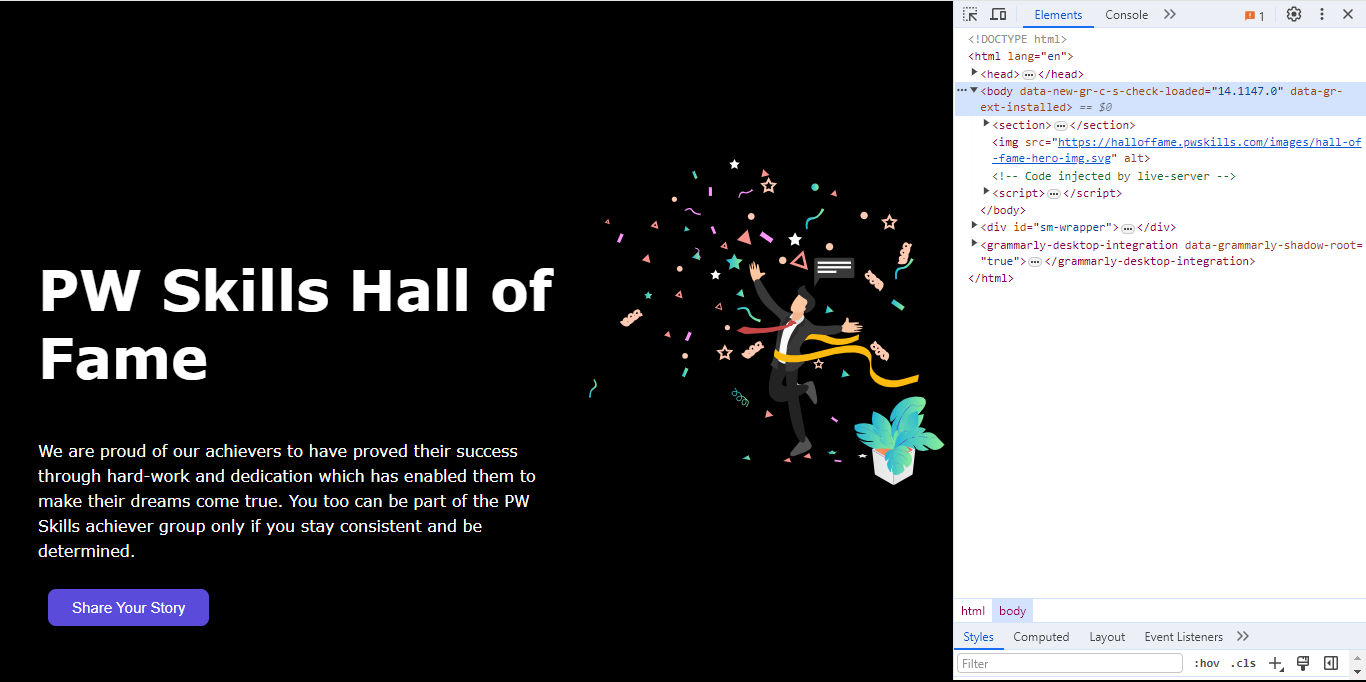 PW Skills Hall of
Fame
We are proud of our achievers to have proved their success
through hard-work and dedication which has enabled them to
make their dreams come true. You too can be part of the PW
Skills achiever group only if you stay consistent and be
determined.
Share Your Story
Elements Console 1
<!DOCTYPE html>
<html lang="en">
<head> … </head>
<body data-new-gr-c-s-check-loaded="14.1147.0" data-gr-
ext-installed> == $0
<section> … </section>
<img src="https://halloffame.pwskills.com/images/hall-of
-fame-hero-img.svg" alt>
<!-- Code injected by live-server -->
<script> … </script>
</body>
<div id="sm-wrapper"> … </div>
<grammarly-desktop-integration data-grammarly-shadow-root=
"true"> … </grammarly-desktop-integration>
</html>
html body
Styles Computed Layout Event Listeners
Filter :hov .cls